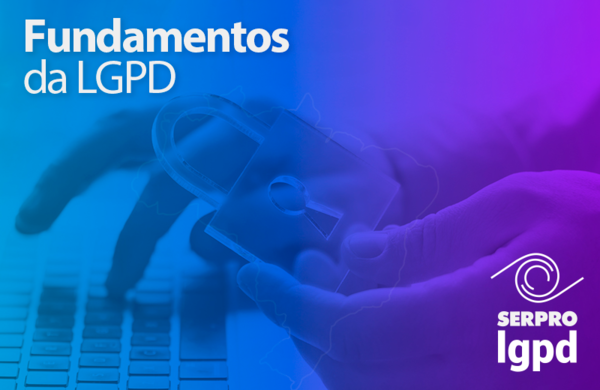 Fundamentos
da LGPD
SERPRO
lgpd